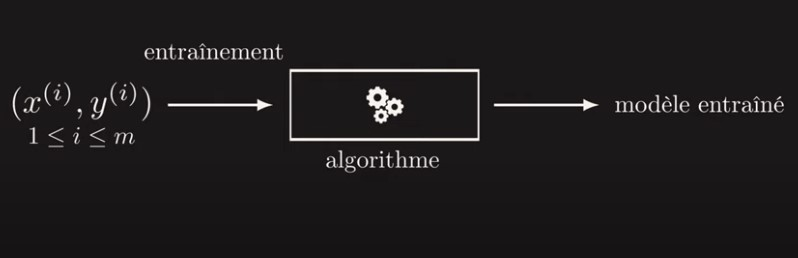 entraînement
(x^{(i)}, y^{(i)})
1 ≤ i ≤ m
algorithme
modèle entraîné